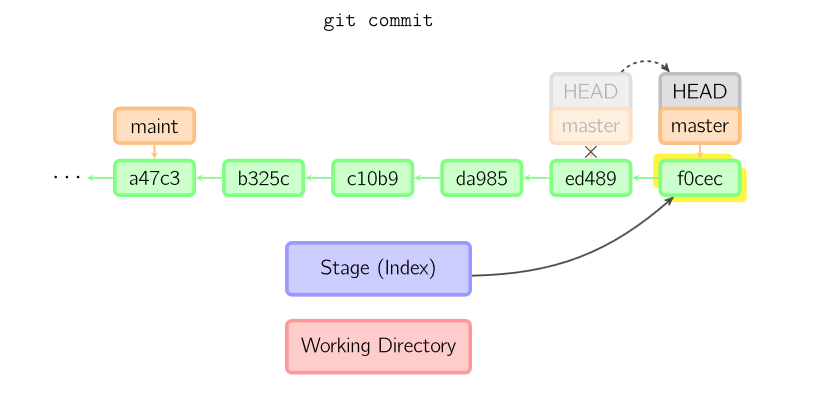 git commit
HEAD HEAD
maint master master
... a47c3 b325c c10b9 da985 ed489 f0cec
Stage (Index)
Working Directory